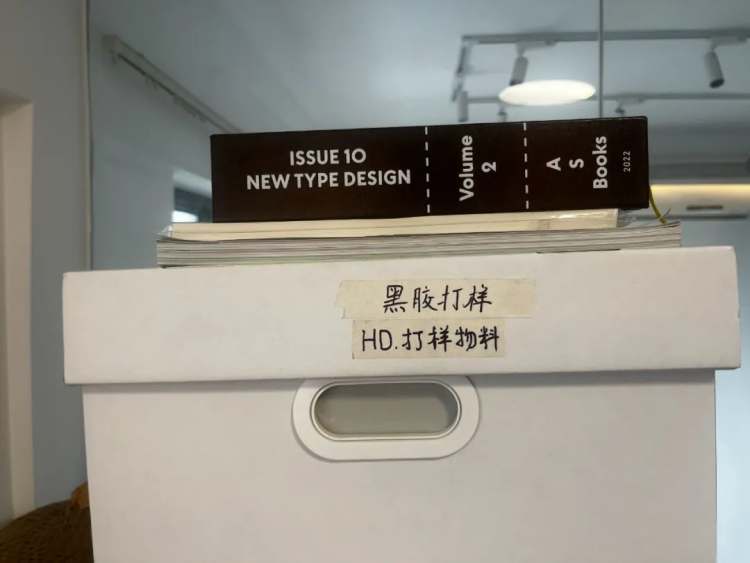 ISSUE 10
NEW TYPE DESIGN
Volume
2
A
S
Books
2022
黑胶打样
HD.打样物料